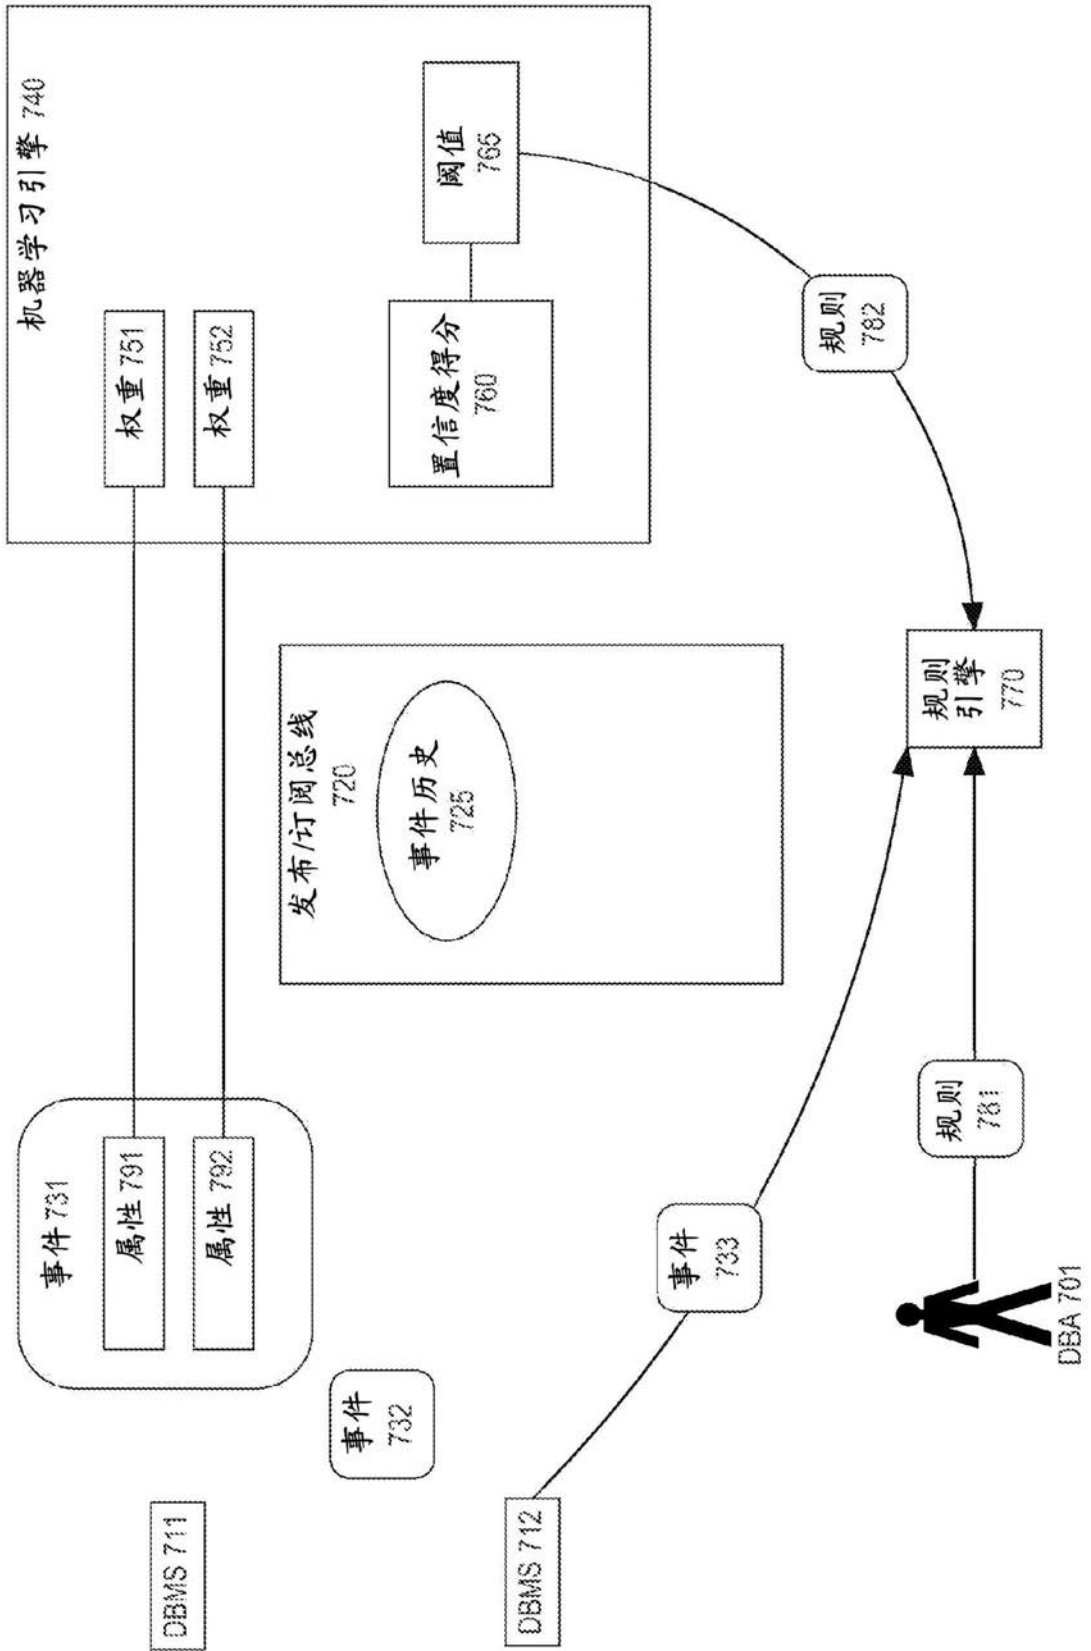 DBMS 711
DBMS 712
事件 731
属性 791
属性 792
事件
732
事件
733
DBA 701
规则
781
发布/订阅总线
720
事件历史
725
规则
引擎
770
机器学习引擎 740
权重 751
权重 752
置信度得分
760
阈值
765
规则
782